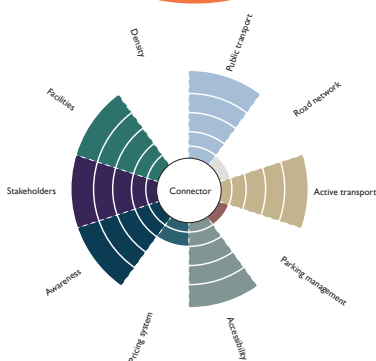 Density
Public transport
Road network
Facilities
Stakeholders
Connector
Active transport
Awareness
Parking management
Pricing system
Accessibility